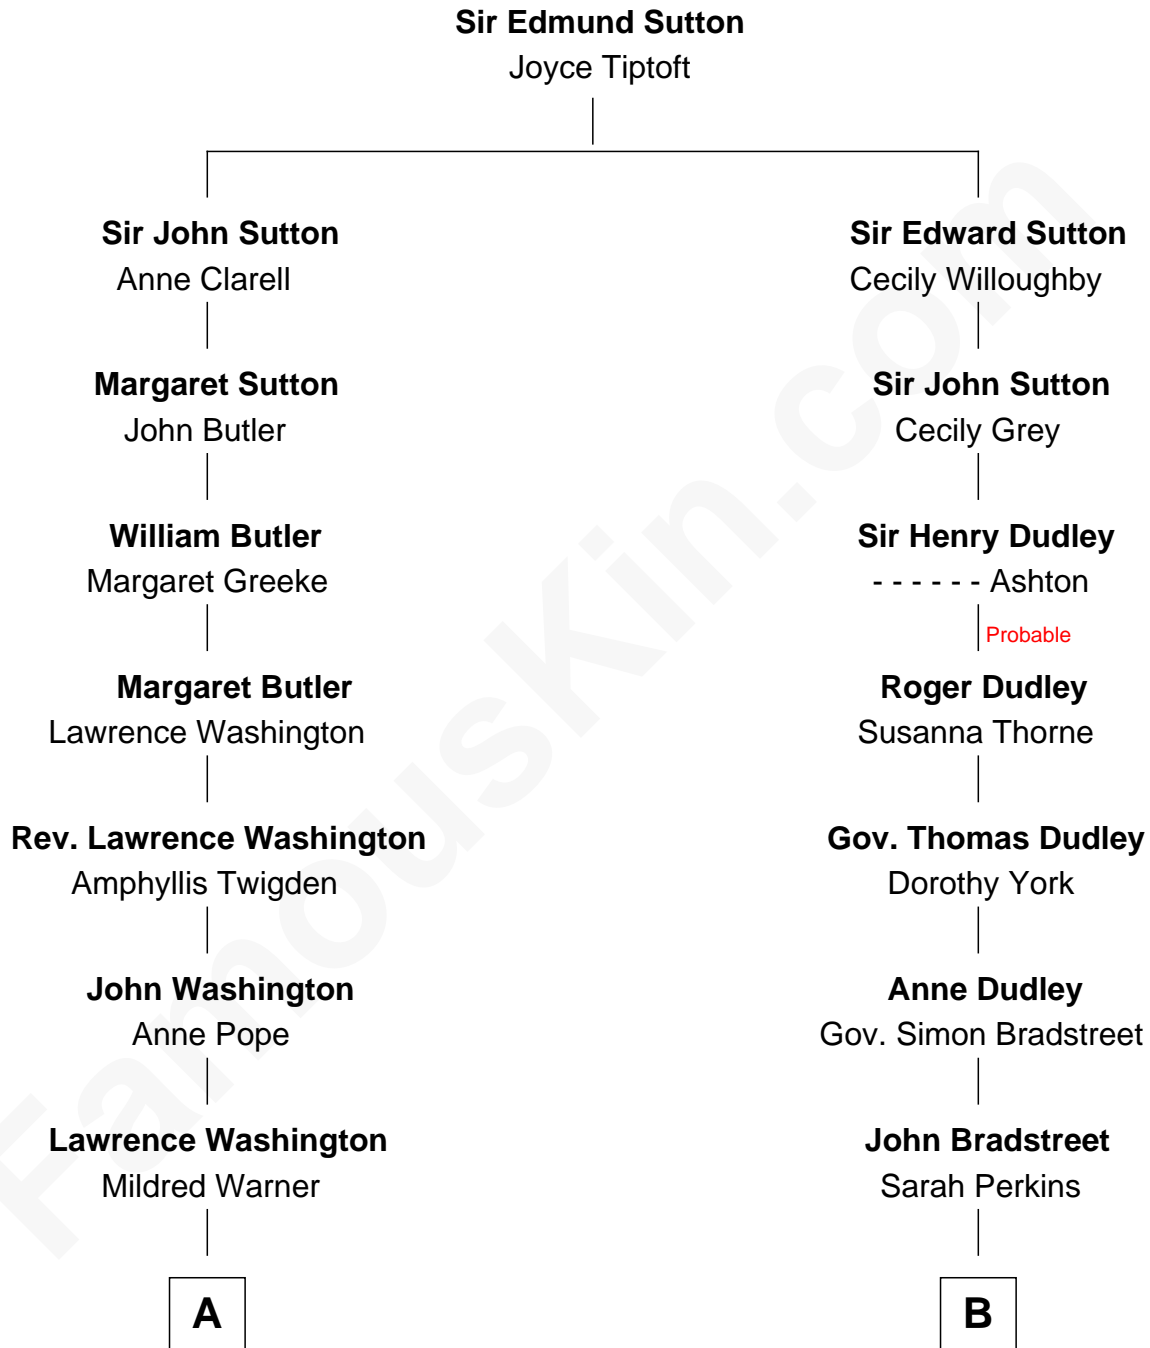 Sir Edmund Sutton
Joyce Tiptoft
Sir John Sutton
Anne Clarell
Margaret Sutton
John Butler
William Butler
Margaret Greeke
Margaret Butler
Lawrence Washington
Rev. Lawrence Washington
Amphyllis Twigden
John Washington
Anne Pope
Lawrence Washington
Mildred Warner
A
Sir Edward Sutton
Cecily Willoughby
Sir John Sutton
Cecily Grey
Sir Henry Dudley
- - - - - - Ashton
Probable
Roger Dudley
Susanna Thorne
Gov. Thomas Dudley
Dorothy York
Anne Dudley
Gov. Simon Bradstreet
John Bradstreet
Sarah Perkins
B
FamousKin.com